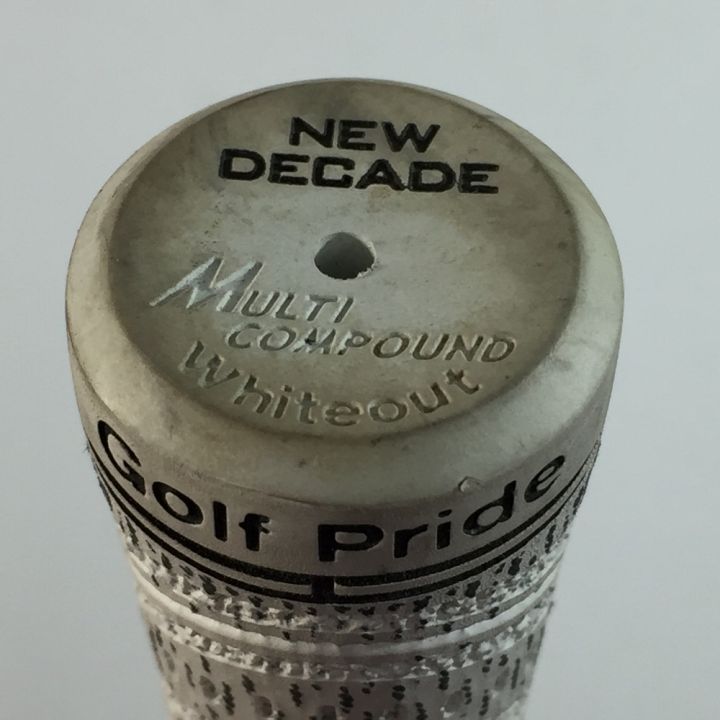 NEW
DECADE
MULTI
COMPOUND
Whiteout
Golf Pride